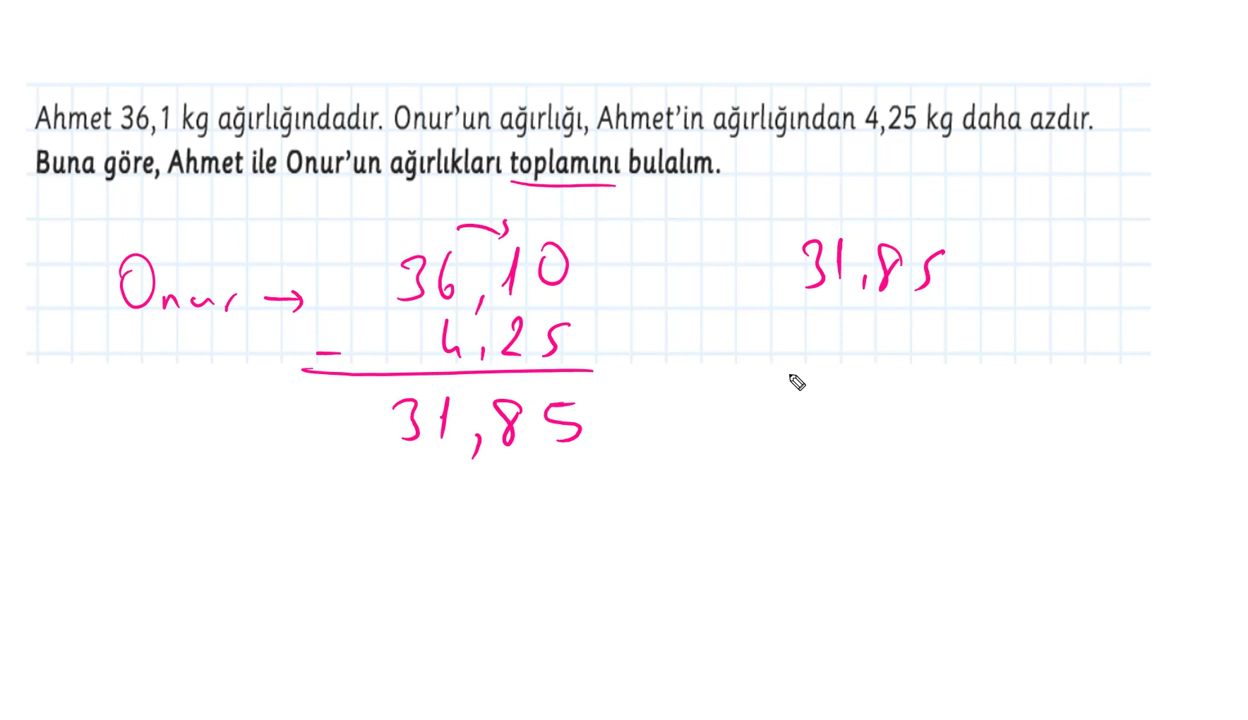 Ahmet 36,1 kg ağırlığındadır. Onur’un ağırlığı, Ahmet’in ağırlığından 4,25 kg daha azdır.
Buna göre, Ahmet ile Onur’un ağırlıkları toplamını bulalım.
Onur → 36,10
- 4,25
31,85
31,85